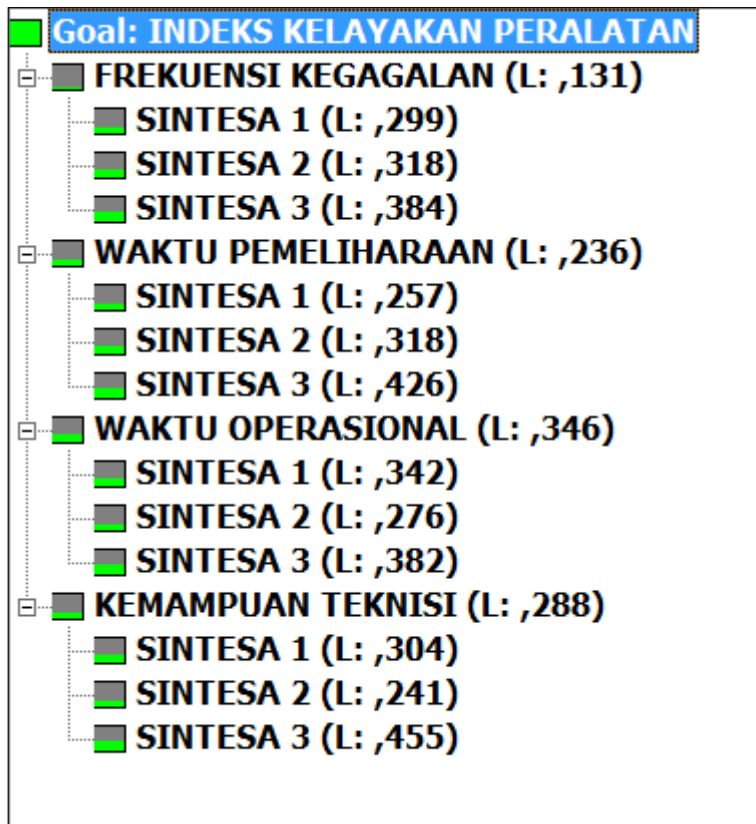 Goal: INDEKS KELAYAKAN PERALATAN
FREKUENSI KEGAGALAN (L: ,131)
SINTESA 1 (L: ,299)
SINTESA 2 (L: ,318)
SINTESA 3 (L: ,384)
WAKTU PEMELIHARAAN (L: ,236)
SINTESA 1 (L: ,257)
SINTESA 2 (L: ,318)
SINTESA 3 (L: ,426)
WAKTU OPERASIONAL (L: ,346)
SINTESA 1 (L: ,342)
SINTESA 2 (L: ,276)
SINTESA 3 (L: ,382)
KEMAMPUAN TEKNISI (L: ,288)
SINTESA 1 (L: ,304)
SINTESA 2 (L: ,241)
SINTESA 3 (L: ,455)